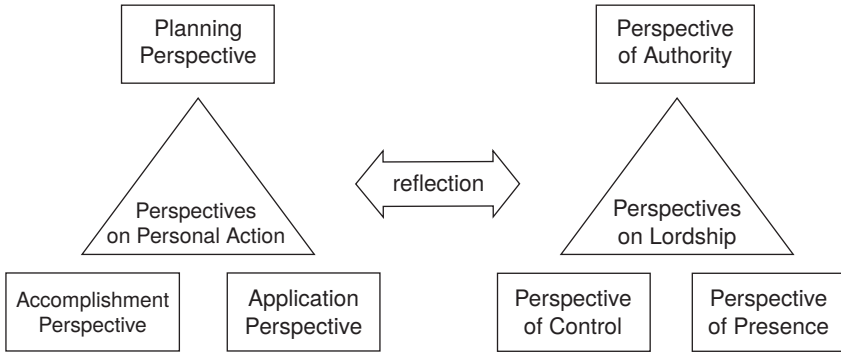 Planning
Perspective
Perspective
of Authority
reflection
Perspectives
on Personal Action
Perspectives
on Lordship
Accomplishment
Perspective
Application
Perspective
Perspective
of Control
Perspective
of Presence